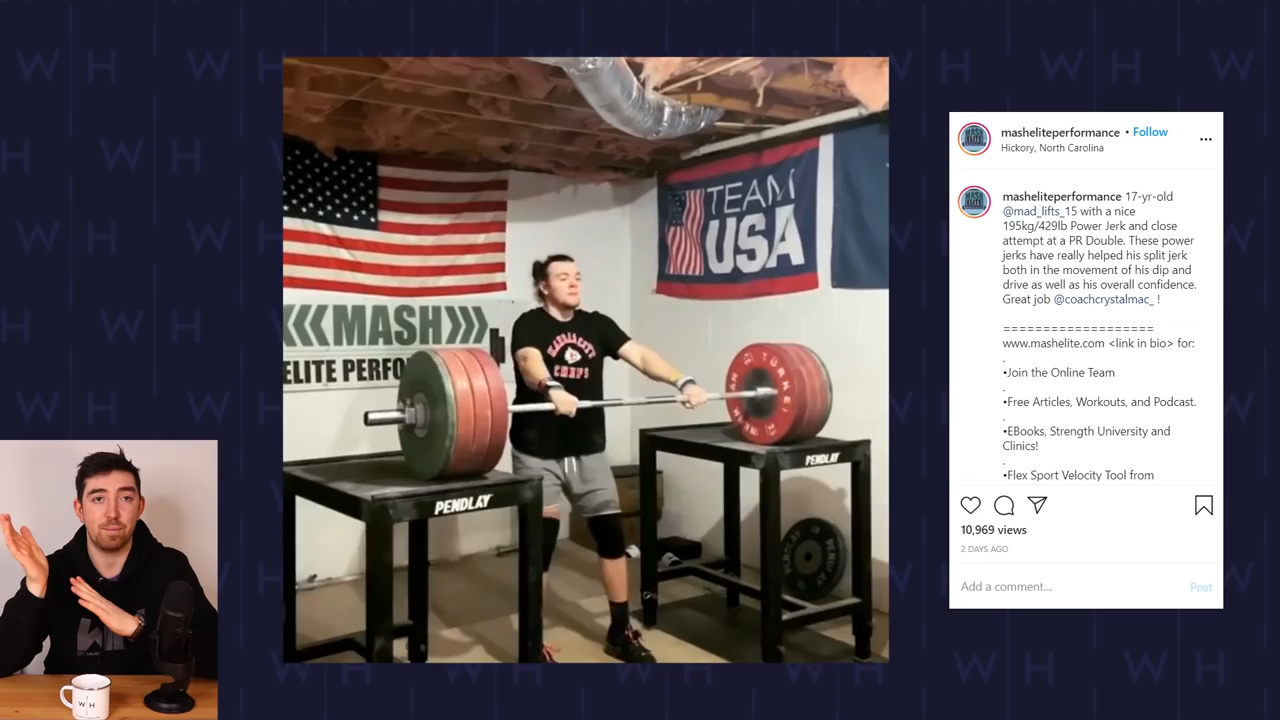 TEAM
USA
MASH
ELITE PERFO
KANSAS CITY
CHIEFS
PENDLAY
PENDLAY
PENDLAY
W H
masheliteperformance • Follow
Hickory, North Carolina
masheliteperformance 17-yr-old
@mad_lifts_15 with a nice
195kg/429lb Power Jerk and close
attempt at a PR Double. These power
jerks have really helped his split jerk
both in the movement of his dip and
drive as well as his overall confidence.
Great job @coachcrystalmac_ !
===================
www.mashelite.com <link in bio> for:
.
•Join the Online Team
.
•Free Articles, Workouts, and Podcast.
.
•EBooks, Strength University and
Clinics!
.
•Flex Sport Velocity Tool from
10,969 views
2 DAYS AGO
Add a comment...
Post